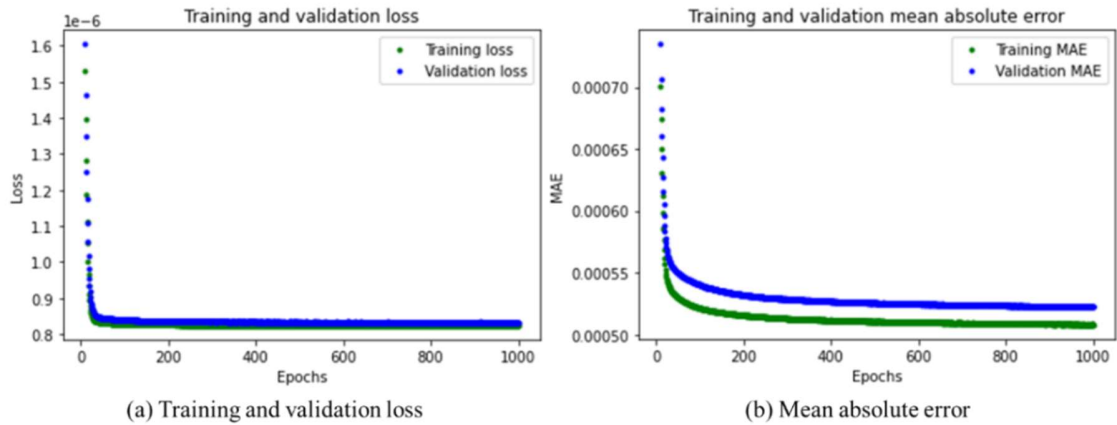 Training and validation loss
1e−6
Training loss
Validation loss
1.6
1.5
1.4
1.3
1.2
1.1
1.0
0.9
0.8
Loss
0 200 400 600 800 1000
Epochs
(a) Training and validation loss
Training and validation mean absolute error
Training MAE
Validation MAE
0.00070
0.00065
0.00060
0.00055
0.00050
MAE
0 200 400 600 800 1000
Epochs
(b) Mean absolute error